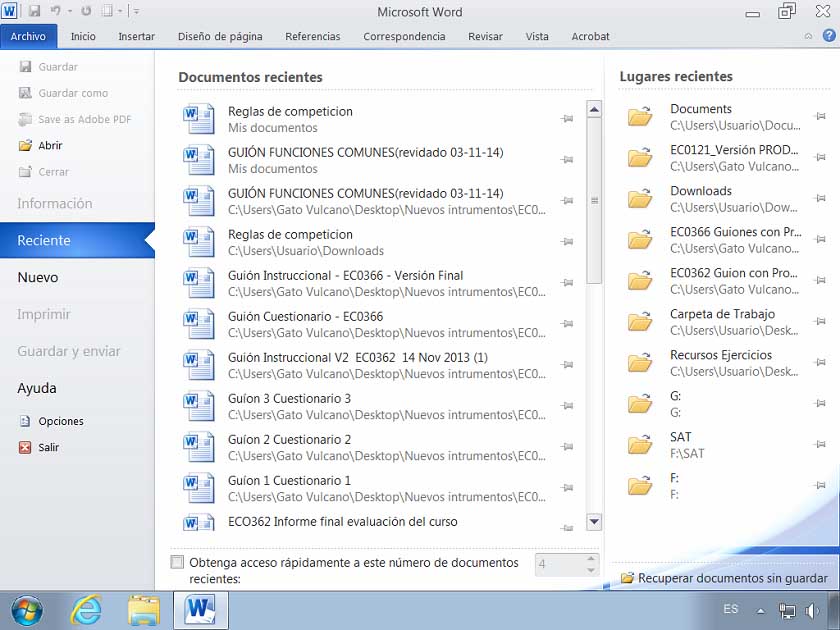 Microsoft Word
Archivo
Inicio
Insertar
Diseño de página
Referencias
Correspondencia
Revisar
Vista
Acrobat
Guardar
Guardar como
Save as Adobe PDF
Abrir
Cerrar
Información
Reciente
Nuevo
Imprimir
Guardar y enviar
Ayuda
Opciones
Salir
Documentos recientes
Reglas de competicion
Mis documentos
GUIÓN FUNCIONES COMUNES(revidado 03-11-14)
Mis documentos
GUIÓN FUNCIONES COMUNES(revidado 03-11-14)
C:\Users\Gato Vulcano\Desktop\Nuevos intrumentos\EC0...
Reglas de competicion
C:\Users\Usuario\Downloads
Guión Instruccional - EC0366 - Versión Final
C:\Users\Gato Vulcano\Desktop\Nuevos intrumentos\EC0...
Guión Cuestionario - EC0366
C:\Users\Gato Vulcano\Desktop\Nuevos intrumentos\EC0...
Guión Instruccional V2 EC0362 14 Nov 2013 (1)
C:\Users\Gato Vulcano\Desktop\Nuevos intrumentos\EC0...
Guíon 3 Cuestionario 3
C:\Users\Gato Vulcano\Desktop\Nuevos intrumentos\EC0...
Guíon 2 Cuestionario 2
C:\Users\Gato Vulcano\Desktop\Nuevos intrumentos\EC0...
Guíon 1 Cuestionario 1
C:\Users\Gato Vulcano\Desktop\Nuevos intrumentos\EC0...
ECO362 Informe final evaluación del curso
Obtenga acceso rápidamente a este número de documentos
recientes:
4
Lugares recientes
Documents
C:\Users\Usuario\Docu...
EC0121_Versión PROD...
C:\Users\Gato Vulcano...
Downloads
C:\Users\Usuario\Dow...
EC0366 Guiones con Pr...
C:\Users\Gato Vulcano...
EC0362 Guion con Pro...
C:\Users\Gato Vulcano...
Carpeta de Trabajo
C:\Users\Usuario\Desk...
Recursos Ejercicios
C:\Users\Usuario\Desk...
G:
G:
SAT
F:\SAT
F:
F:
Recuperar documentos sin guardar
ES